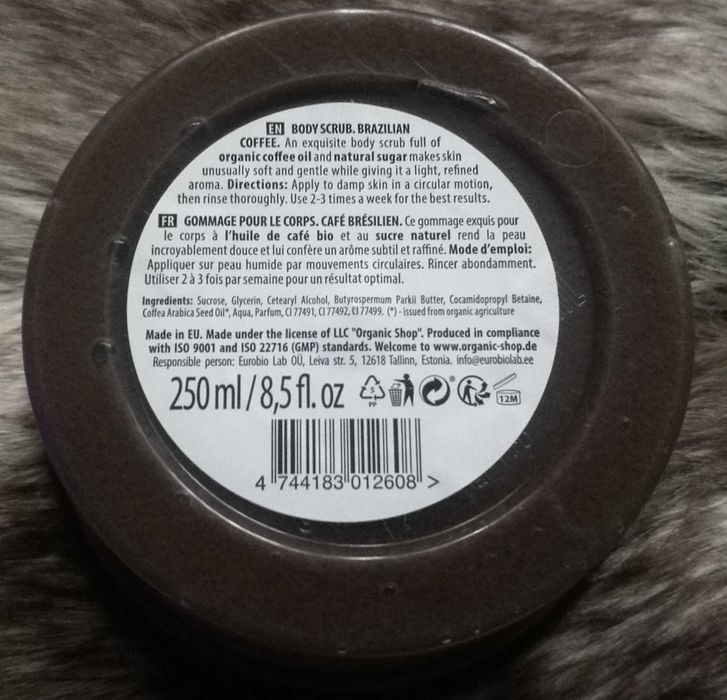 EN BODY SCRUB. BRAZILIAN
COFFEE. An exquisite body scrub full of
organic coffee oil and natural sugar makes skin
unusually soft and gentle while giving it a light, refined
aroma. Directions: Apply to damp skin in a circular motion,
then rinse thoroughly. Use 2-3 times a week for the best results.
FR GOMMAGE POUR LE CORPS. CAFÉ BRÉSILIEN. Ce gommage exquis pour
le corps à l'huile de café bio et au sucre naturel rend la peau
incroyablement douce et lui confère un arôme subtil et raffiné. Mode d'emploi:
Appliquer sur peau humide par mouvements circulaires. Rincer abondamment.
Utiliser 2 à 3 fois par semaine pour un résultat optimal.
Ingredients: Sucrose, Glycerin, Cetearyl Alcohol, Butyrospermum Parkii Butter, Cocamidopropyl Betaine,
Coffea Arabica Seed Oil*, Aqua, Parfum, CI 77491, CI 77492, CI 77499. (*) - issued from organic agriculture
Made in EU. Made under the license of LLC "Organic Shop". Produced in compliance
with ISO 9001 and ISO 22716 (GMP) standards. Welcome to www.organic-shop.de
Responsible person: Eurobio Lab OÜ, Leiva str. 5, 12618 Tallinn, Estonia. info@eurobiolab.ee
250 ml / 8,5 fl. oz 5 PP ® 12M
4 744183 012608 >